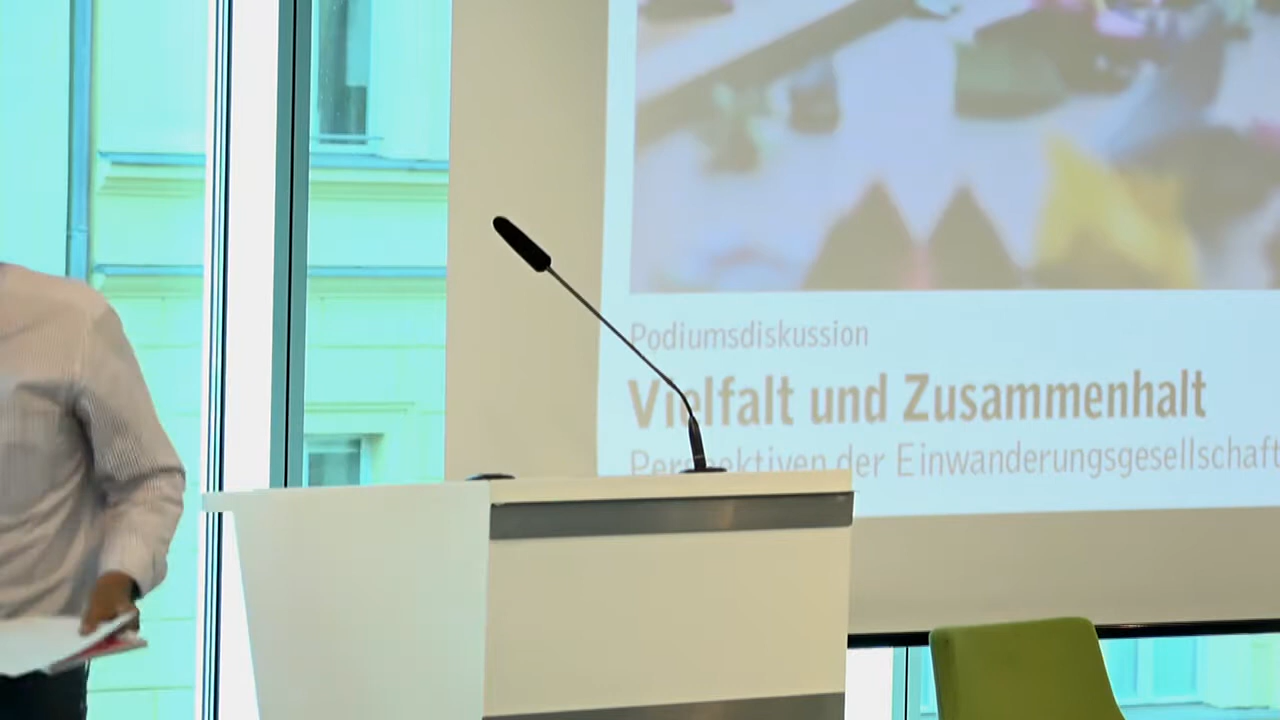 Podiumsdiskussion
Vielfalt und Zusammenhalt
Perspektiven der Einwanderungsgesellschaft